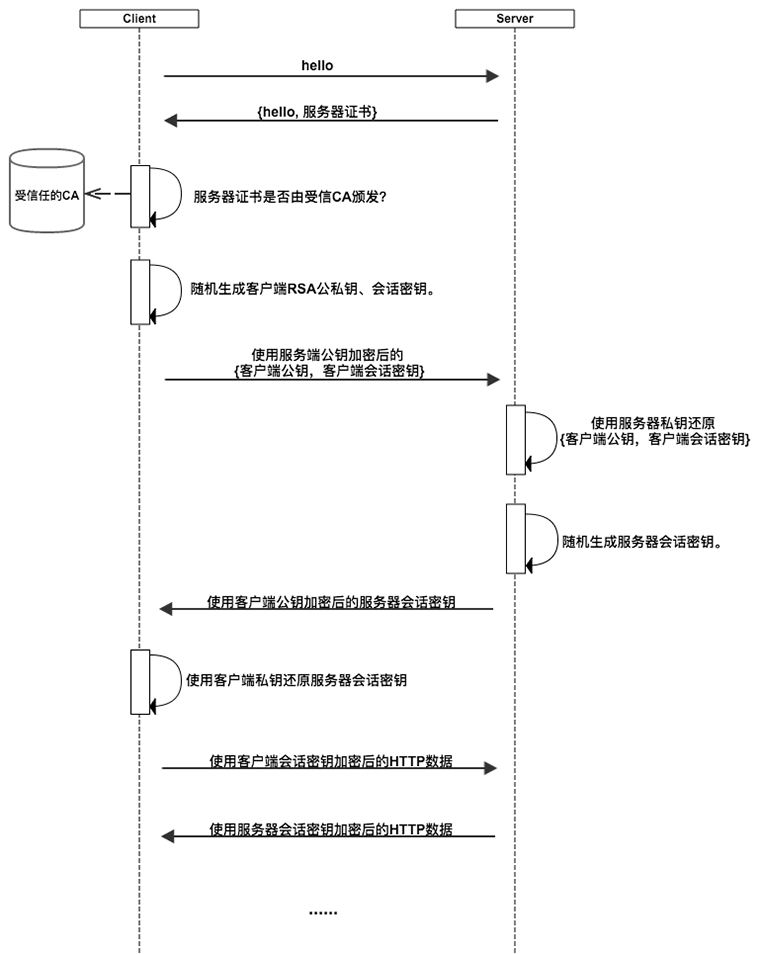 Client
Server
hello
{hello, 服务器证书}
受信任的CA
服务器证书是否由受信CA颁发？
随机生成客户端RSA公私钥、会话密钥。
使用服务端公钥加密后的
{客户端公钥，客户端会话密钥}
使用服务器私钥还原
{客户端公钥，客户端会话密钥}
随机生成服务器会话密钥。
使用客户端公钥加密后的服务器会话密钥
使用客户端私钥还原服务器会话密钥
使用客户端会话密钥加密后的HTTP数据
使用服务器会话密钥加密后的HTTP数据
......